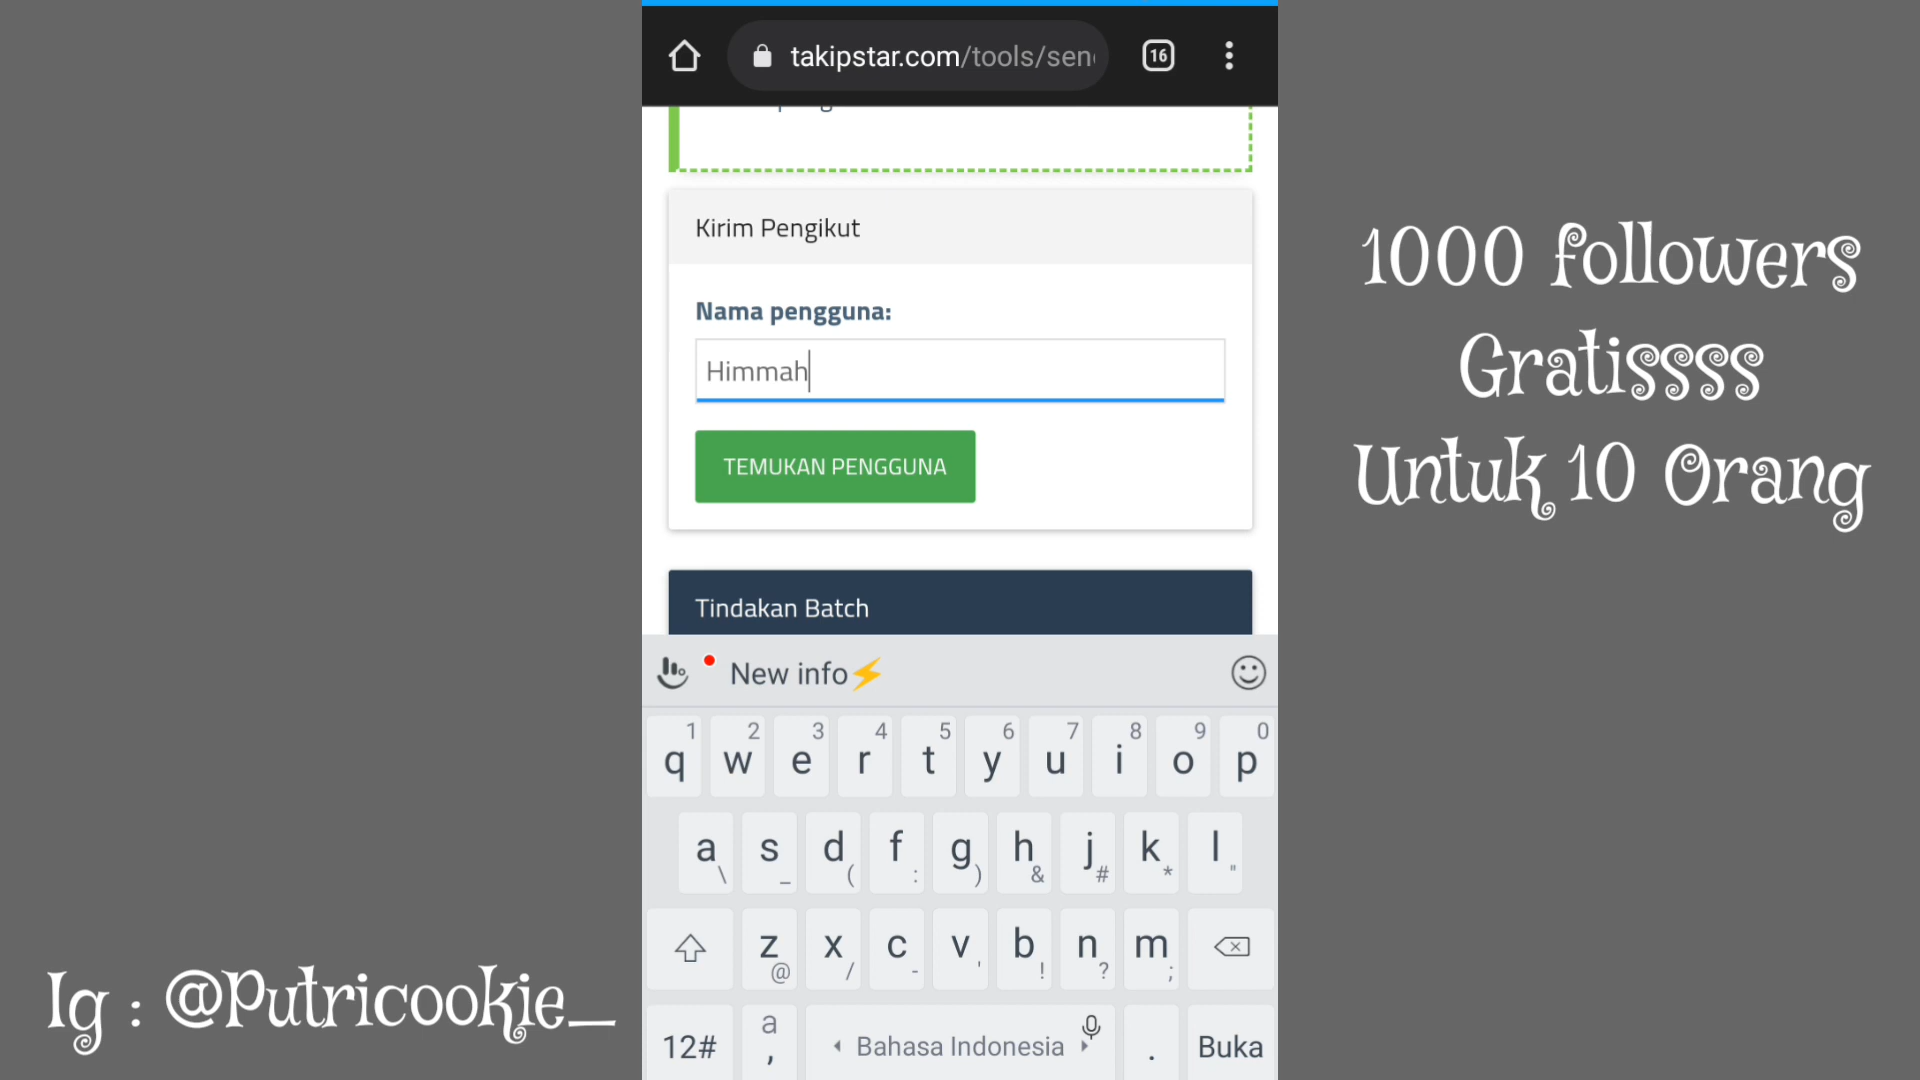 takipstar.com/tools/sen
16
Kirim Pengikut
Nama pengguna:
Himmah
TEMUKAN PENGGUNA
Tindakan Batch
New info⚡
1 2 3 4 5 6 7 8 9 0
q w e r t y u i o p
a s d f g h j k l
\ _ ( : ) & # * "
z x c v b n m
@ / - ' ! ? ;
12# a , Bahasa Indonesia . Buka
1000 followers
Gratissss
Untuk 10 Orang
Ig : @Putricookie_